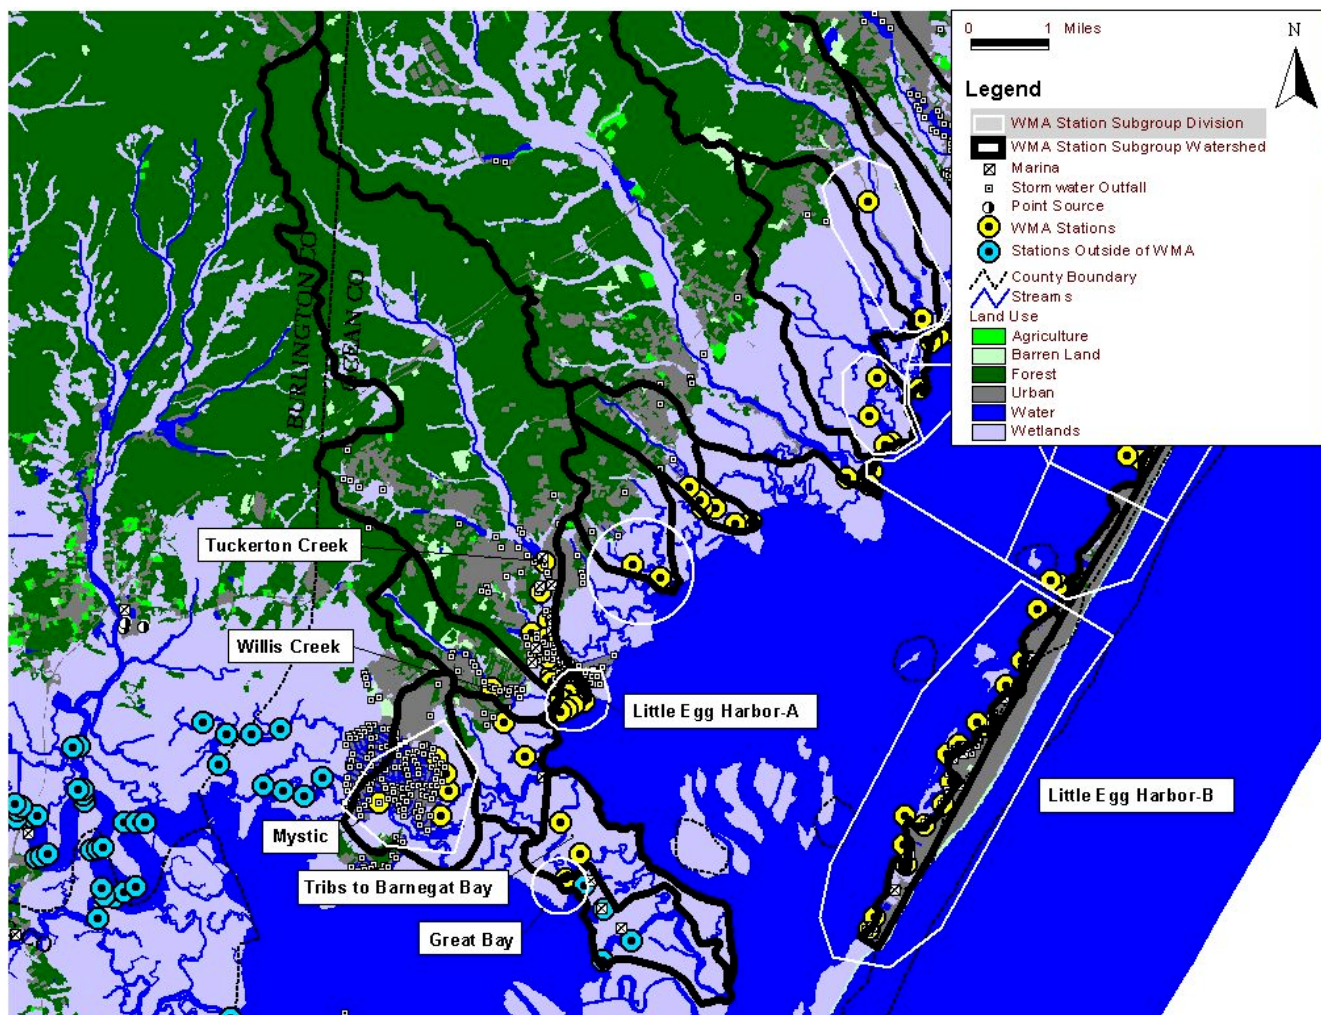 0 1 Miles
N
Legend
WMA Station Subgroup Division
WMA Station Subgroup Watershed
Marina
Stormwater Outfall
Point Source
WMA Stations
Stations Outside of WMA
County Boundary
Streams
Land Use
Agriculture
Barren Land
Forest
Urban
Water
Wetlands
BURLINGTON CO
OCEAN CO
Tuckerton Creek
Willis Creek
Little Egg Harbor-A
Little Egg Harbor-B
Mystic
Tribs to Barnegat Bay
Great Bay